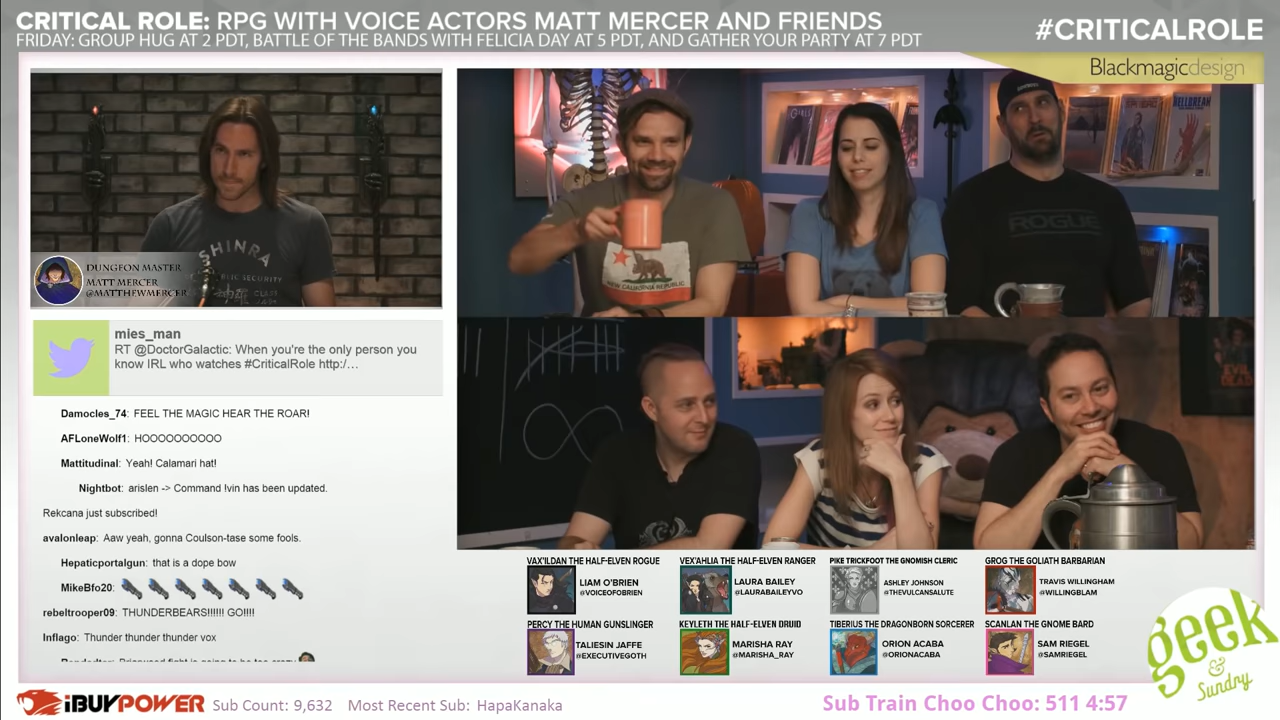 CRITICAL ROLE: RPG WITH VOICE ACTORS MATT MERCER AND FRIENDS
FRIDAY: GROUP HUG AT 2 PDT, BATTLE OF THE BANDS WITH FELICIA DAY AT 5 PDT, AND GATHER YOUR PARTY AT 7 PDT
#CRITICALROLE
Blackmagicdesign
SHINRA
DUNGEON MASTER
MATT MERCER
@MATTHEWMERCER
NEW CALIFORNIA REPUBLIC
ROGUE
HELLBREAK
EVIL
DEAD
mies_man
RT @DoctorGalactic: When you're the only person you
know IRL who watches #CriticalRole http:/…
Damocles_74: FEEL THE MAGIC HEAR THE ROAR!
AFLoneWolf1: HOOOOOOOOOO
Mattitudinal: Yeah! Calamari hat!
Nightbot: arislen -> Command !vin has been updated.
Rekcana just subscribed!
avalonleap: Aaw yeah, gonna Coulson-tase some fools.
Hepaticportalgun: that is a dope bow
MikeBfo20:
rebeltrooper09: THUNDERBEARS!!!!!! GO!!!!
Inflago: Thunder thunder thunder vox
VAX'ILDAN THE HALF-ELVEN ROGUE
LIAM O'BRIEN
@VOICEOFOBRIEN
VEX'AHLIA THE HALF-ELVEN RANGER
LAURA BAILEY
@LAURABAILEYVO
PIKE TRICKFOOT THE GNOMISH CLERIC
ASHLEY JOHNSON
@THEVULCANSALUTE
GROG THE GOLIATH BARBARIAN
TRAVIS WILLINGHAM
@WILLINGBLAM
PERCY THE HUMAN GUNSLINGER
TALIESIN JAFFE
@EXECUTIVEGOTH
KEYLETH THE HALF-ELVEN DRUID
MARISHA RAY
@MARISHA_RAY
TIBERIUS THE DRAGONBORN SORCERER
ORION ACABA
@ORIONACABA
SCANLAN THE GNOME BARD
SAM RIEGEL
@SAMRIEGEL
geek
&
Sundry
iBUYPOWER
Sub Count: 9,632 Most Recent Sub: HapaKanaka
Sub Train Choo Choo: 511 4:57